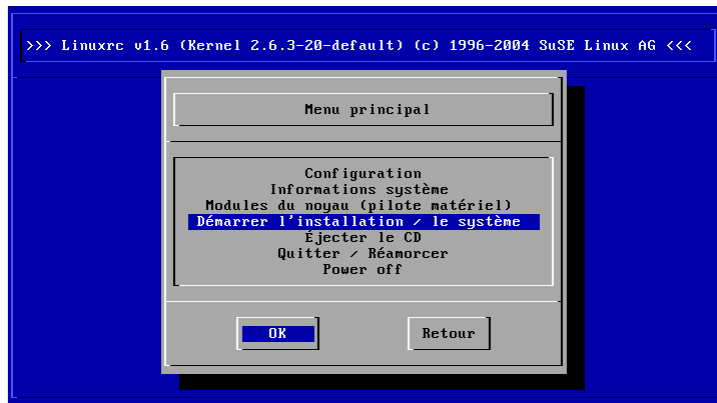 >>> Linuxrc v1.6 (Kernel 2.6.3-20-default) (c) 1996-2004 SuSE Linux AG <<<
Menu principal
Configuration
Informations système
Modules du noyau (pilote matériel)
Démarrer l'installation / le système
Éjecter le CD
Quitter / Réamorcer
Power off
OK
Retour